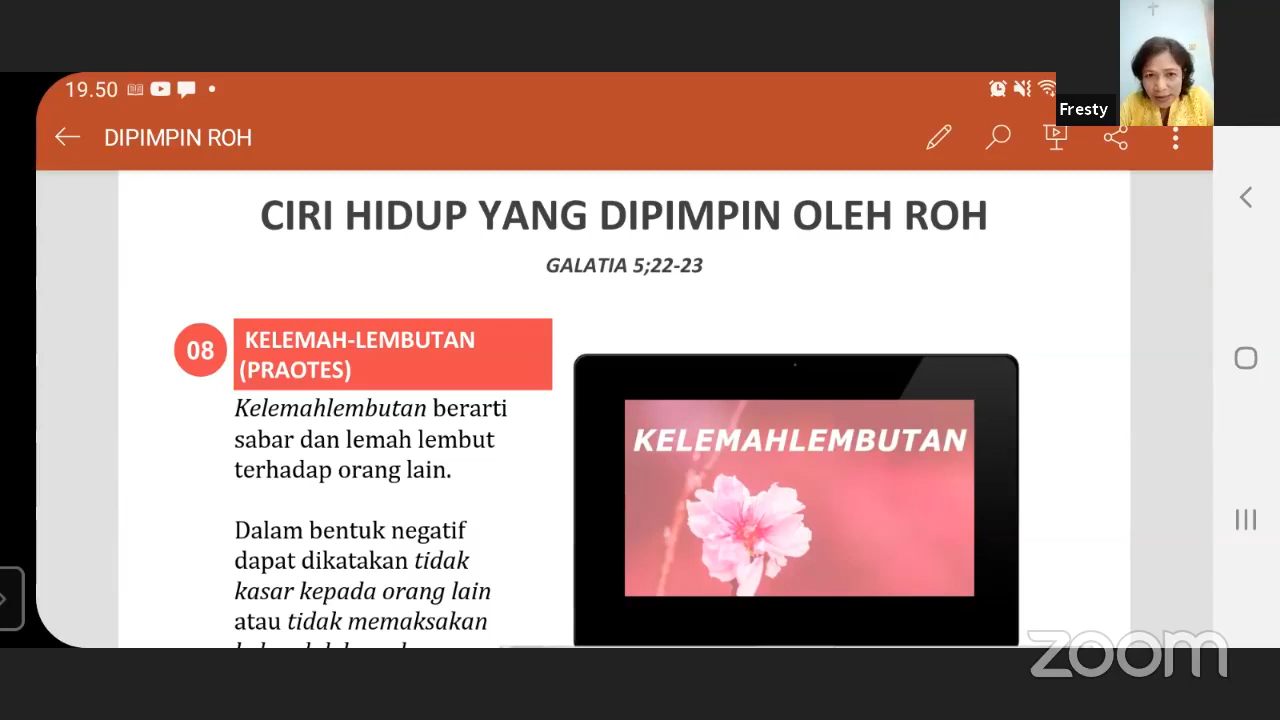 19.50
Fresty
DIPIMPIN ROH
CIRI HIDUP YANG DIPIMPIN OLEH ROH
GALATIA 5;22-23
08
KELEMAH-LEMBUTAN
(PRAOTES)
Kelemahlembutan berarti
sabar dan lemah lembut
terhadap orang lain.
Dalam bentuk negatif
dapat dikatakan tidak
kasar kepada orang lain
atau tidak memaksakan
KELEMAHLEMBUTAN
zoom